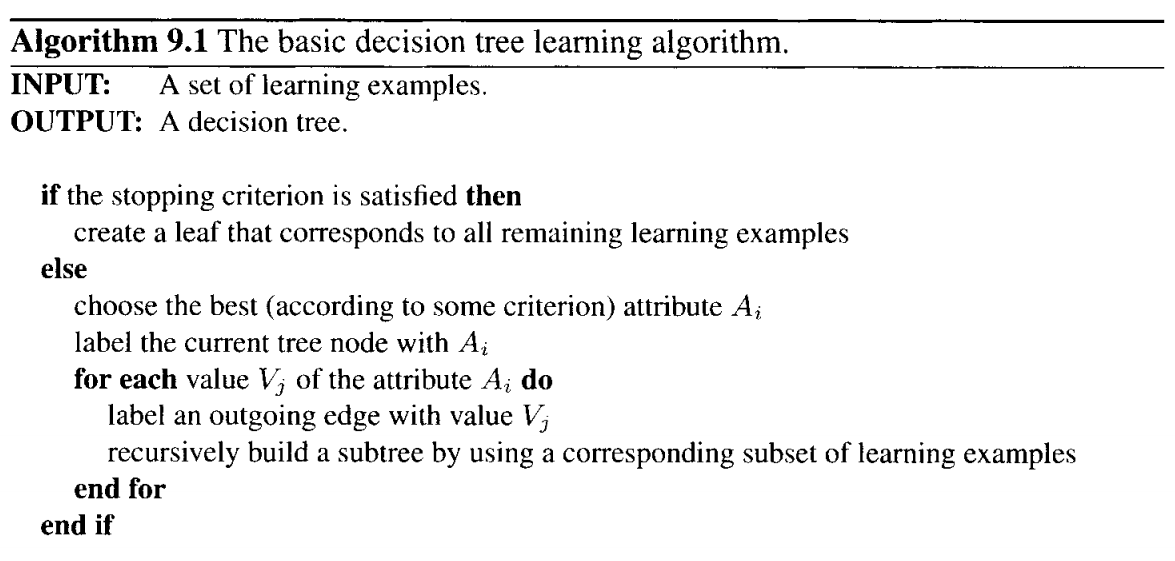 Algorithm 9.1 The basic decision tree learning algorithm.
INPUT: A set of learning examples.
OUTPUT: A decision tree.
if the stopping criterion is satisfied then
create a leaf that corresponds to all remaining learning examples
else
choose the best (according to some criterion) attribute A_i
label the current tree node with A_i
for each value V_j of the attribute A_i do
label an outgoing edge with value V_j
recursively build a subtree by using a corresponding subset of learning examples
end for
end if